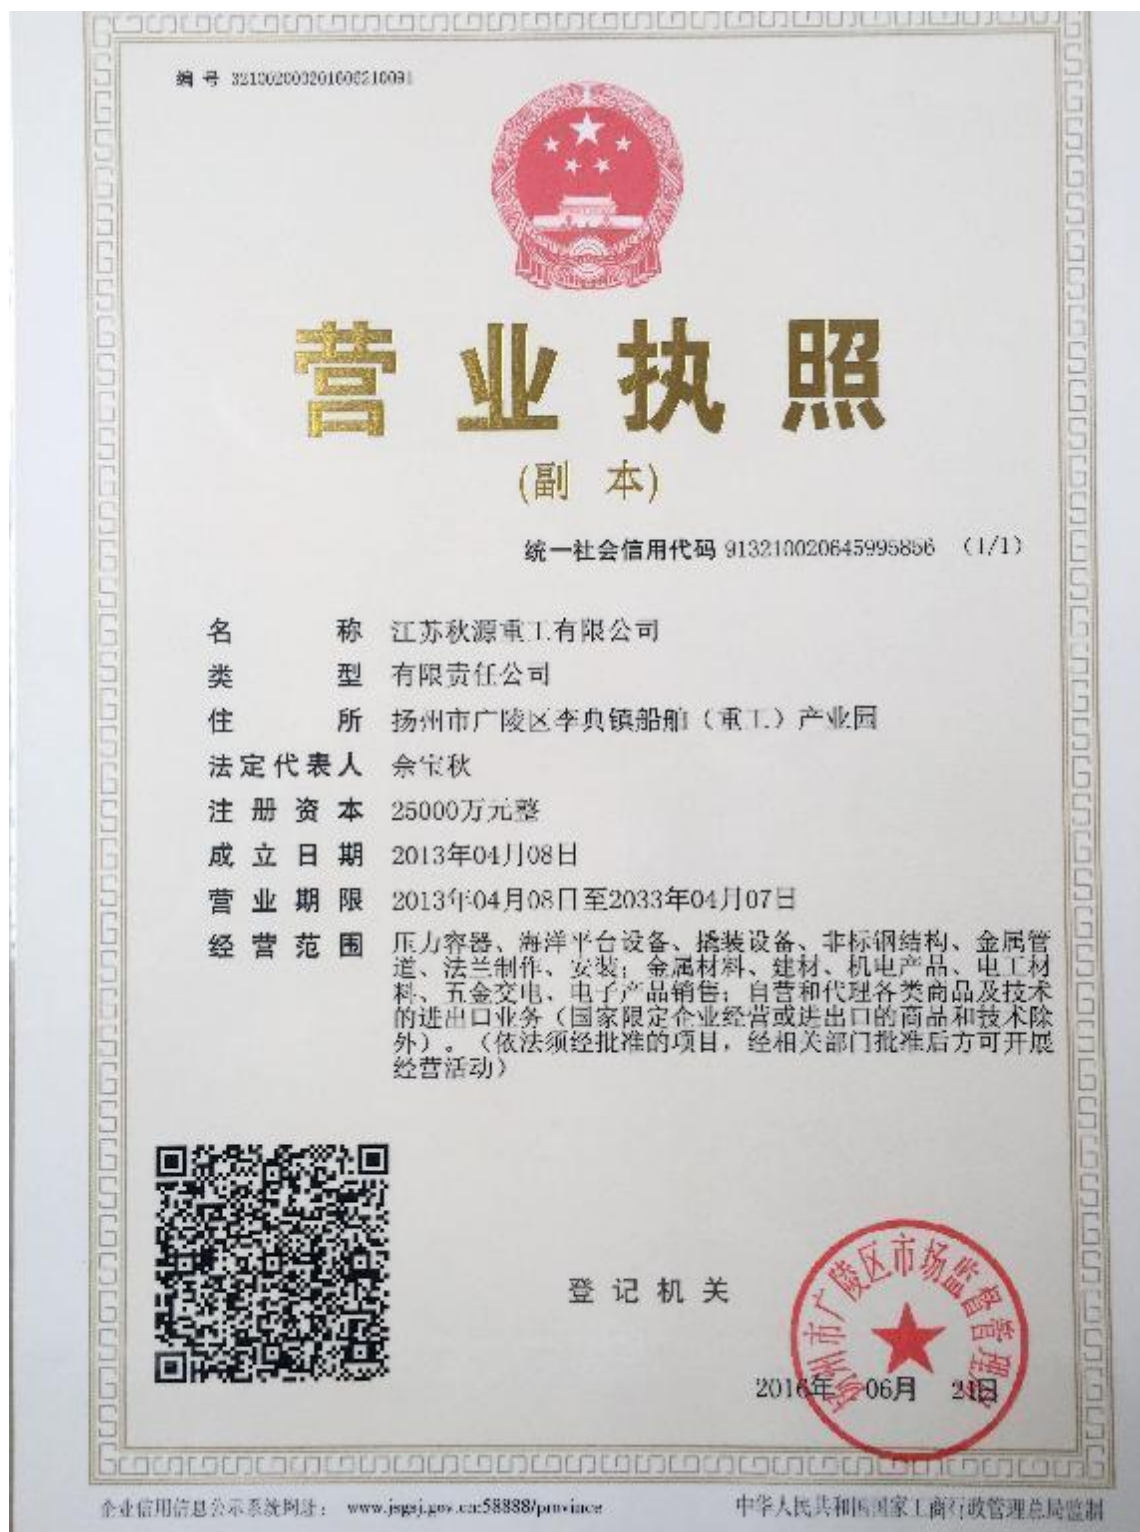 编 号 321002000201606210091
营业执照
(副 本)
统一社会信用代码 913210020645995856 (1/1)
名 称 江苏秋源重工有限公司
类 型 有限责任公司
住 所 扬州市广陵区李典镇船舶（重工）产业园
法定代表人 余宝秋
注 册 资 本 25000万元整
成 立 日 期 2013年04月08日
营 业 期 限 2013年04月08日至2033年04月07日
经 营 范 围 压力容器、海洋平台设备、撬装设备、非标钢结构、金属管
道、法兰制作、安装；金属材料、建材、机电产品、电工材
料、五金交电、电子产品销售；自营和代理各类商品及技术
的进出口业务（国家限定企业经营或进出口的商品和技术除
外）。（依法须经批准的项目，经相关部门批准后方可开展
经营活动）
登 记 机 关
扬州市广陵区市场监督管理局
2016年 06月 21日
企业信用信息公示系统网址： www.jsgsj.gov.cn:58888/province
中华人民共和国国家工商行政管理总局监制